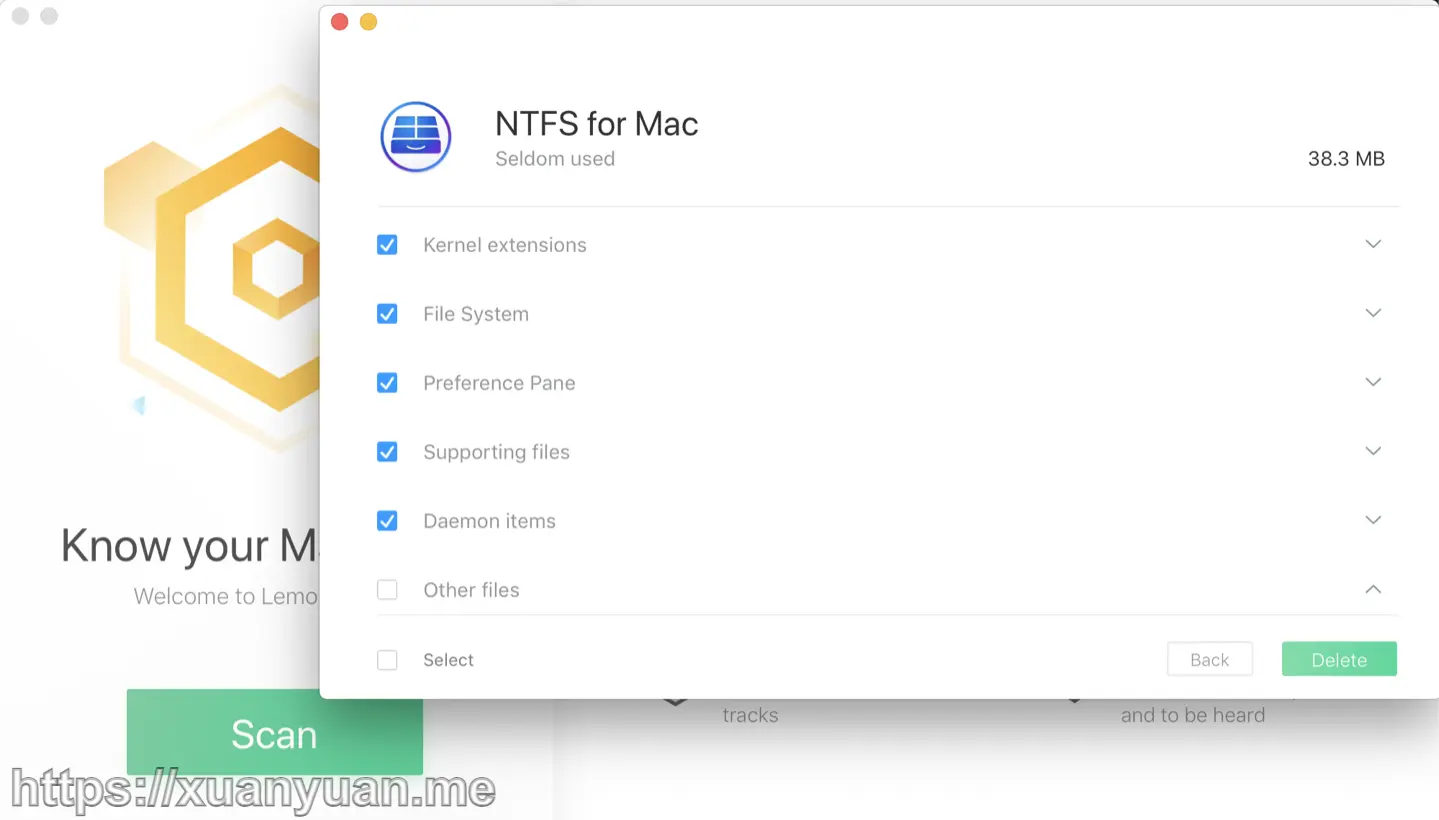 NTFS for Mac
Seldom used
38.3 MB
Kernel extensions
File System
Preference Pane
Supporting files
Daemon items
Other files
Select
Back
Delete
Know your
Welcome to
Scan
tracks
and to be heard
https://xuanyuan.me